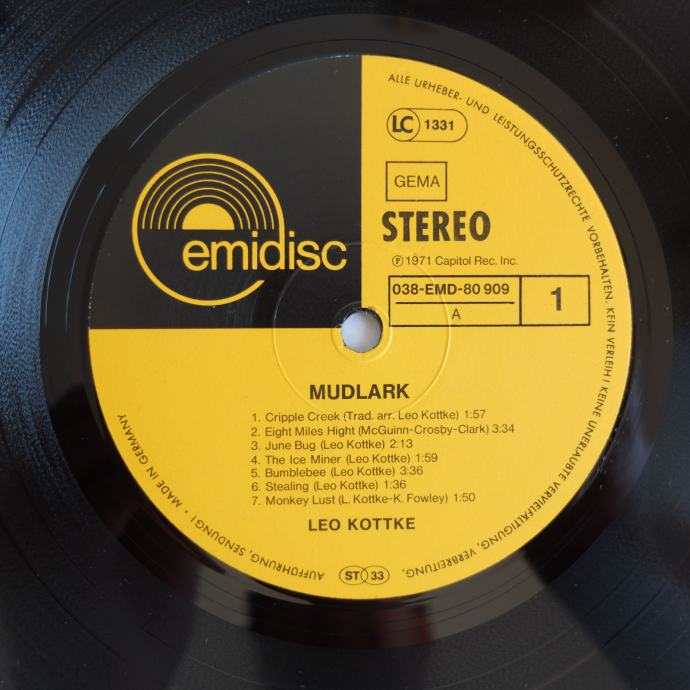 ALLE URHEBER- UND LEISTUNGSSCHUTZRECHTE VORBEHALTEN. KEIN VERLEIH! KEINE UNERLAUBTE VERVIELFÄLTIGUNG, VERBREITUNG, AUFFÜHRUNG, SENDUNG! • MADE IN GERMANY
LC 1331
GEMA
STEREO
emidisc
℗ 1971 Capitol Rec. Inc.
038-EMD-80 909
A
1
MUDLARK
1. Cripple Creek (Trad. arr. Leo Kottke) 1:57
2. Eight Miles Hight (McGuinn-Crosby-Clark) 3:34
3. June Bug (Leo Kottke) 2:13
4. The Ice Miner (Leo Kottke) 1:59
5. Bumblebee (Leo Kottke) 3:36
6. Stealing (Leo Kottke) 1:36
7. Monkey Lust (L. Kottke-K. Fowley) 1:50
LEO KOTTKE
ST 33